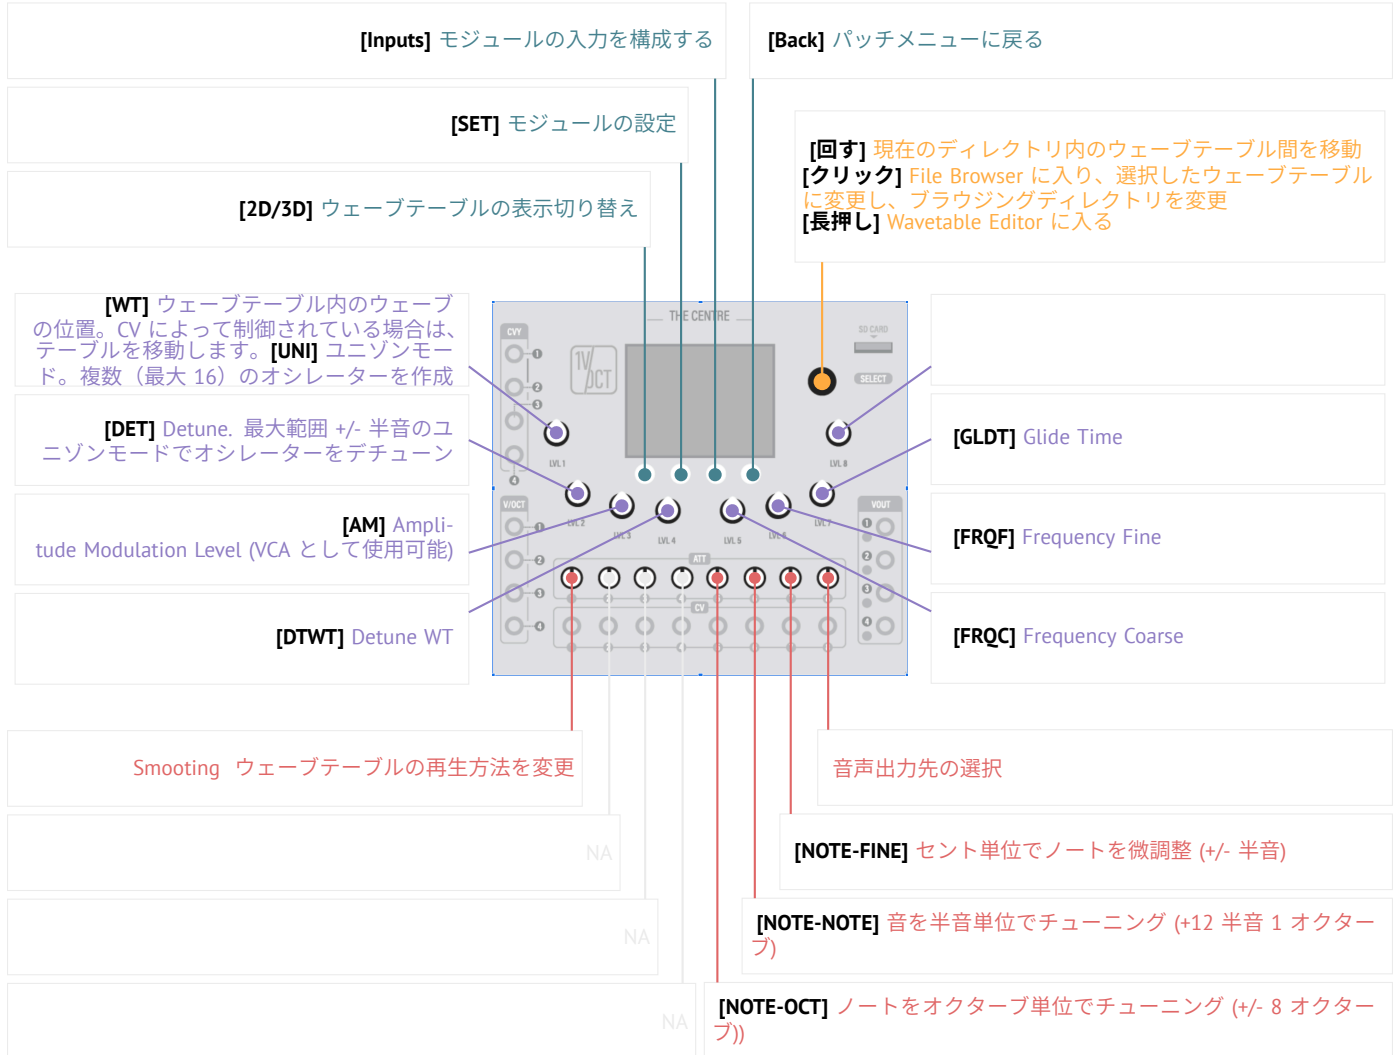 [Inputs] モジュールの入力を構成する
[Back] パッチメニューに戻る
[SET] モジュールの設定
[2D/3D] ウェーブテーブルの表示切り替え
[回す] 現在のディレクトリ内のウェーブテーブル間を移動
[クリック] File Browser に入り、選択したウェーブテーブル
に変更し、ブラウジングディレクトリを変更
[長押し] Wavetable Editor に入る
[WT] ウェーブテーブル内のウェーブ
の位置。CV によって制御されている場合は、
テーブルを移動します。[UNI] ユニゾンモー
ド。複数（最大 16）のオシレーターを作成
[DET] Detune. 最大範囲 +/- 半音のユ
ニゾンモードでオシレーターをデチューン
[AM] Ampli-
tude Modulation Level (VCA として使用可能)
[DTWT] Detune WT
THE CENTRE
CVY
1
2
3
4
1V/OCT
SD CARD
SELECT
LVL 1
LVL 2
LVL 3
LVL 4
LVL 5
LVL 6
LVL 7
LVL 8
V/OCT
1
2
3
4
VOUT
1
2
3
4
ATT
CV
[GLDT] Glide Time
[FRQF] Frequency Fine
[FRQC] Frequency Coarse
Smooting ウェーブテーブルの再生方法を変更
音声出力先の選択
NA
[NOTE-FINE] セント単位でノートを微調整 (+/- 半音)
NA
[NOTE-NOTE] 音を半音単位でチューニング (+12 半音 1 オクター
ブ)
NA
[NOTE-OCT] ノートをオクターブ単位でチューニング (+/- 8 オクター
ブ))